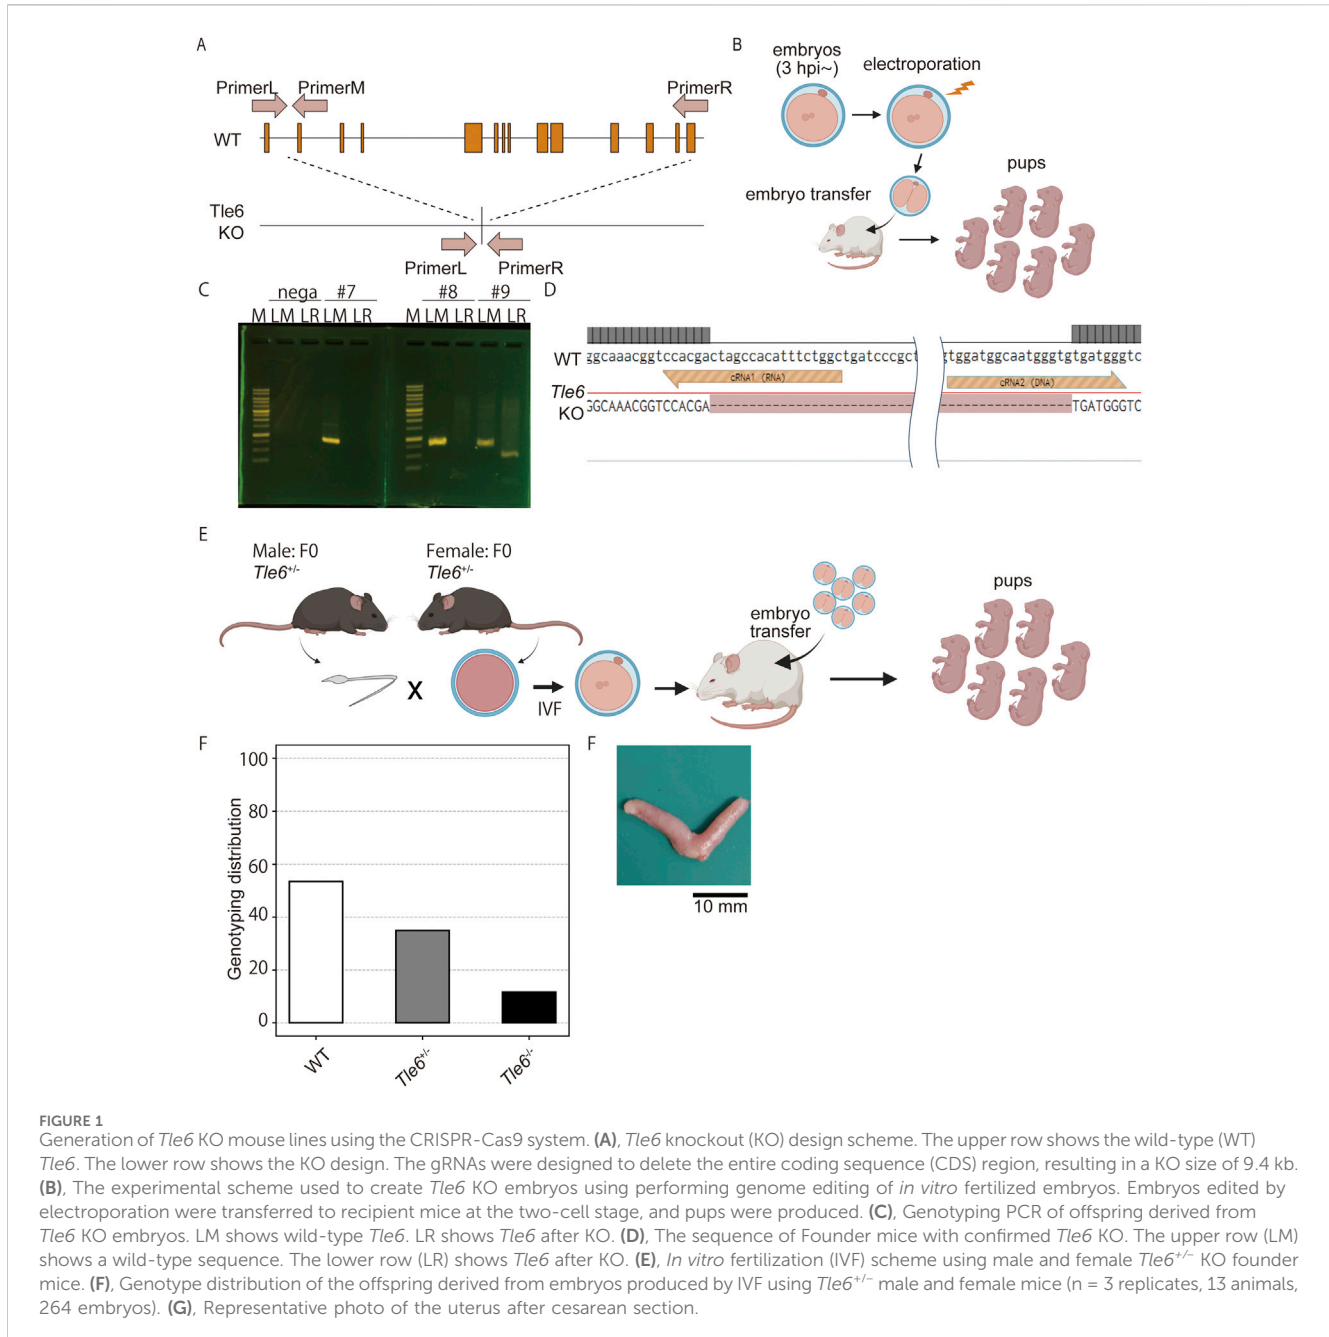 A
PrimerL
PrimerM
PrimerR
WT
Tle6
KO
PrimerL
PrimerR
B
embryos
(3 hpi~)
electroporation
embryo transfer
pups
C
nega
#7
#8
#9
M LM LR LM LR
M LM LR LM LR
D
WT
ggcaaacggtccacgactagccacatttctggctgatcccgct
gtggatggcaatgggtgtgatgggtc
cRNA1 (RNA)
cRNA2 (DNA)
Tle6
KO
GGCAAACGGTCCACGA
TGATGGGTC
E
Male: F0
Tle6+/-
Female: F0
Tle6+/-
X
IVF
embryo
transfer
pups
F
Genotyping distribution
100
80
60
40
20
0
WT
Tle6+/-
Tle6-/-
F
10 mm
FIGURE 1
Generation of Tle6 KO mouse lines using the CRISPR-Cas9 system. (A), Tle6 knockout (KO) design scheme. The upper row shows the wild-type (WT)
Tle6. The lower row shows the KO design. The gRNAs were designed to delete the entire coding sequence (CDS) region, resulting in a KO size of 9.4 kb.
(B), The experimental scheme used to create Tle6 KO embryos using performing genome editing of in vitro fertilized embryos. Embryos edited by
electroporation were transferred to recipient mice at the two-cell stage, and pups were produced. (C), Genotyping PCR of offspring derived from
Tle6 KO embryos. LM shows wild-type Tle6. LR shows Tle6 after KO. (D), The sequence of Founder mice with confirmed Tle6 KO. The upper row (LM)
shows a wild-type sequence. The lower row (LR) shows Tle6 after KO. (E), In vitro fertilization (IVF) scheme using male and female Tle6+/− KO founder
mice. (F), Genotype distribution of the offspring derived from embryos produced by IVF using Tle6+/− male and female mice (n = 3 replicates, 13 animals,
264 embryos). (G), Representative photo of the uterus after cesarean section.